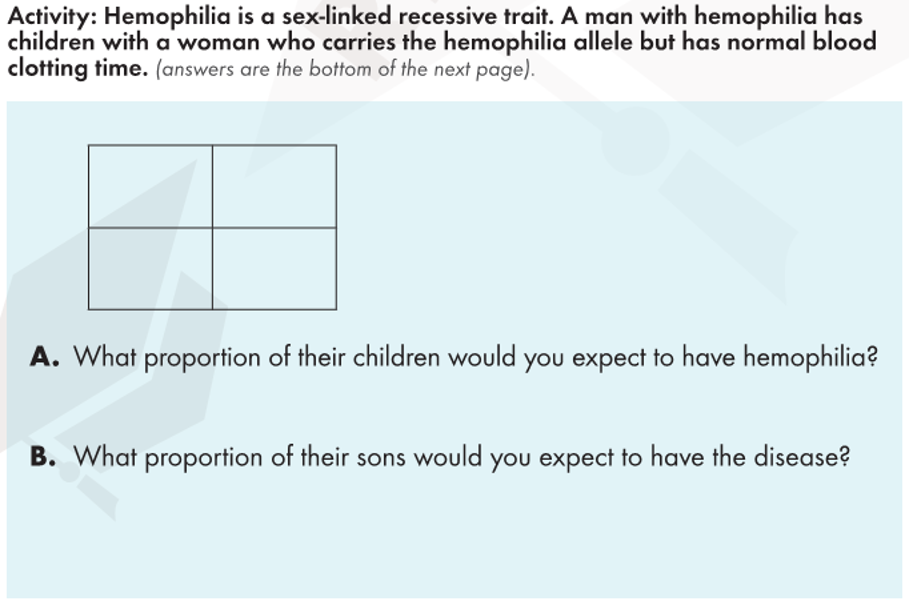 Activity: Hemophilia is a sex-linked recessive trait. A man with hemophilia has
children with a woman who carries the hemophilia allele but has normal blood
clotting time. (answers are the bottom of the next page).
A. What proportion of their children would you expect to have hemophilia?
B. What proportion of their sons would you expect to have the disease?